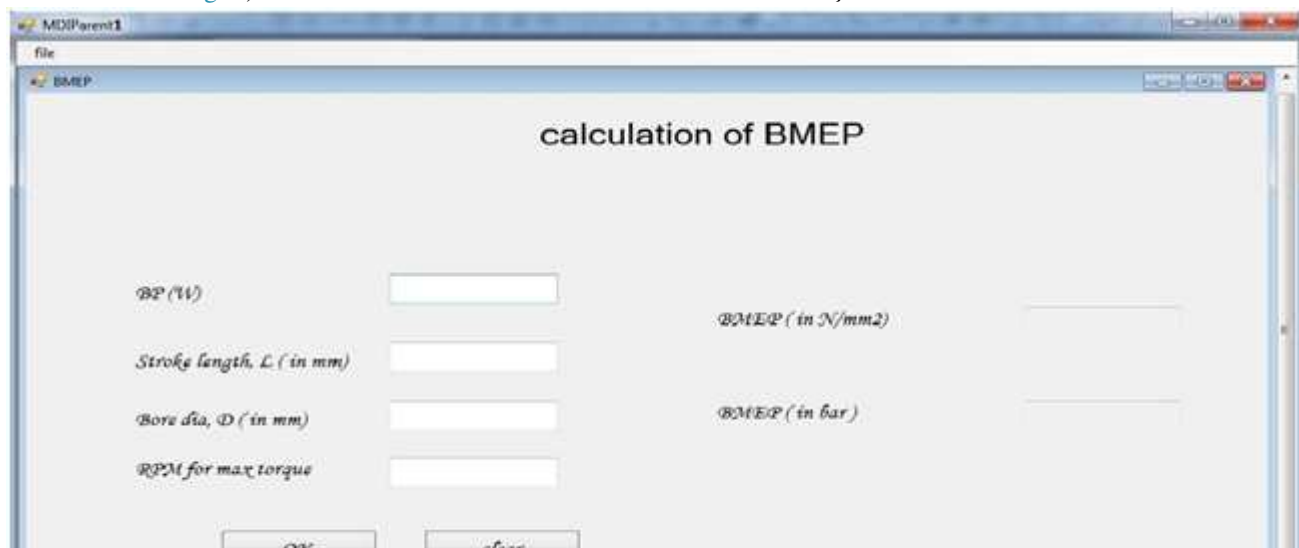 MDIParent1
file
BMEP
calculation of BMEP
BP (W)
Stroke length, L ( in mm)
Bore dia, D ( in mm)
RPM for max torque
BMEP ( in N/mm2)
BMEP ( in bar )